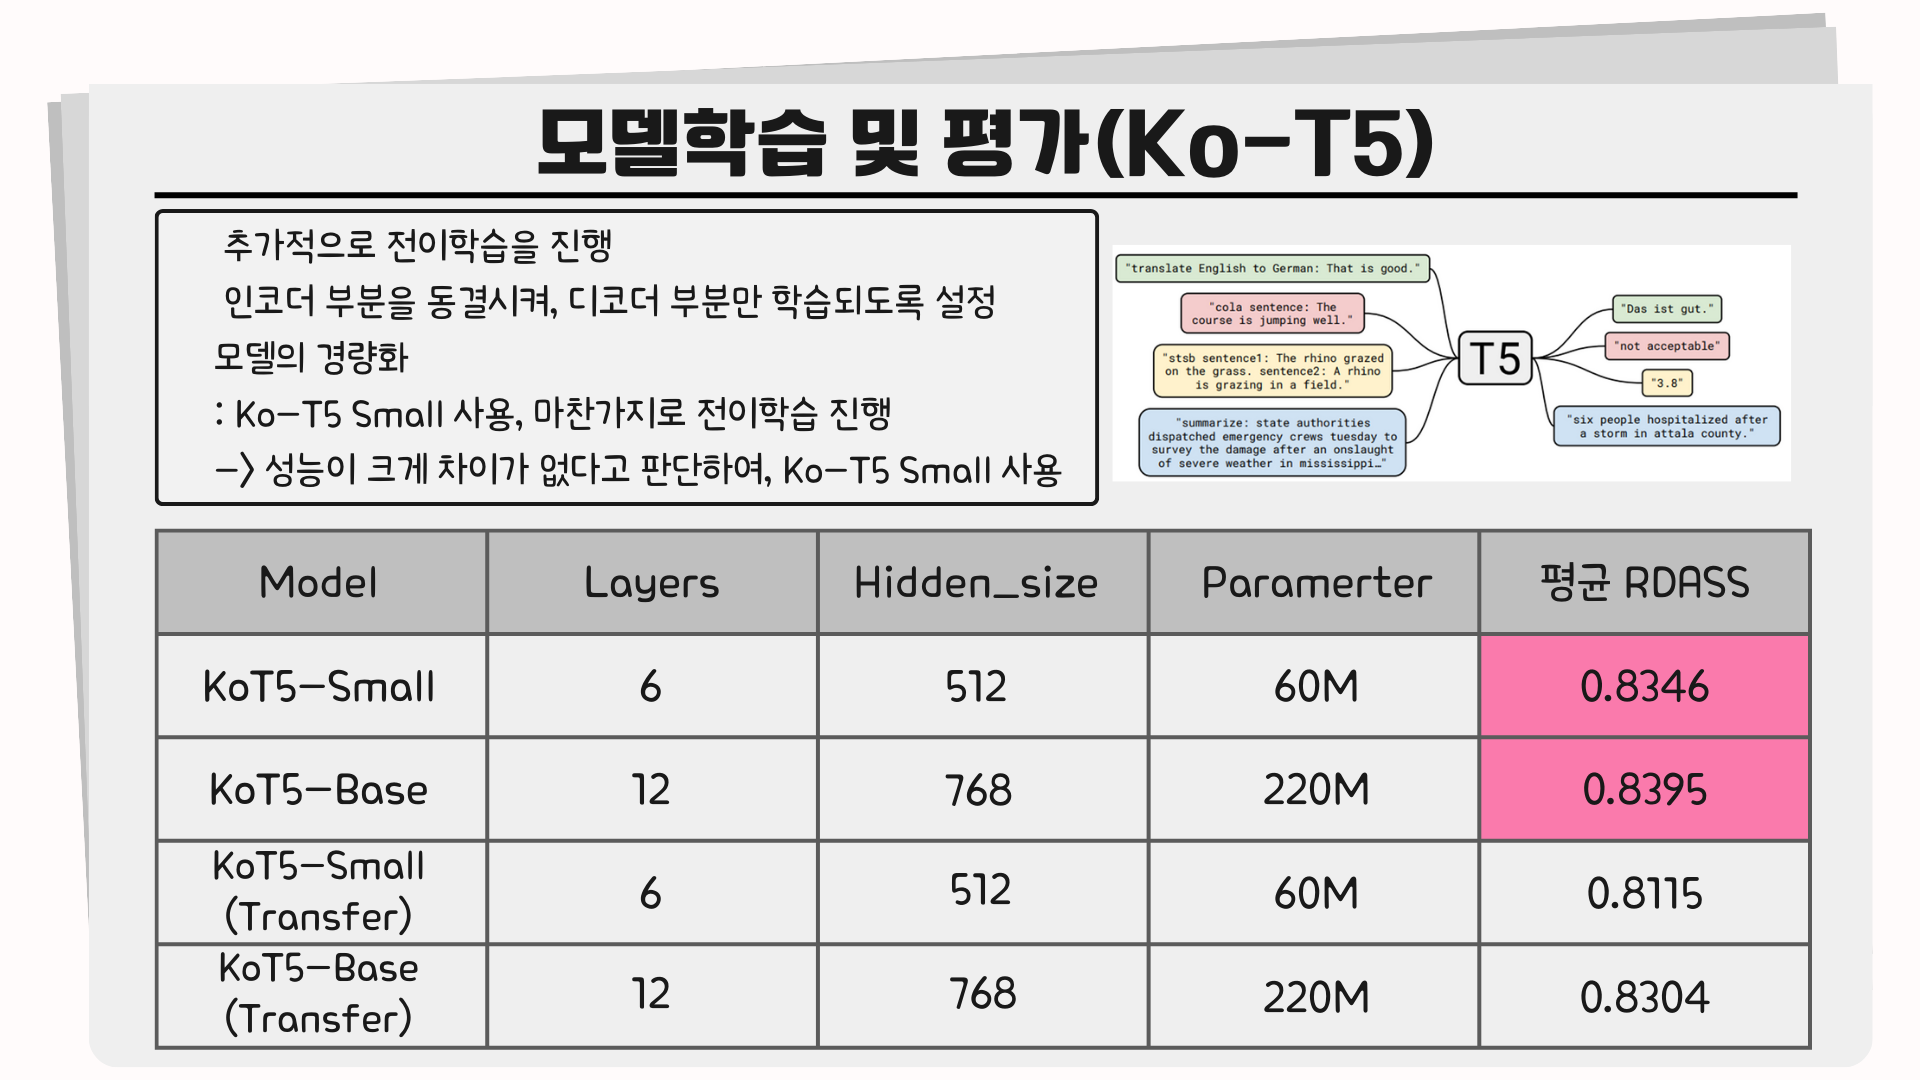 모델학습 및 평가(Ko-T5)
추가적으로 전이학습을 진행
인코더 부분을 동결시켜, 디코더 부분만 학습되도록 설정
모델의 경량화
: Ko-T5 Small 사용, 마찬가지로 전이학습 진행
-> 성능이 크게 차이가 없다고 판단하여, Ko-T5 Small 사용
"translate English to German: That is good."
"cola sentence: The
course is jumping well."
"stsb sentence1: The rhino grazed
on the grass. sentence2: A rhino
is grazing in a field."
"summarize: state authorities
dispatched emergency crews tuesday to
survey the damage after an onslaught
of severe weather in mississippi…"
T5
"Das ist gut."
"not acceptable"
"3.8"
"six people hospitalized after
a storm in attala county."
Model Layers Hidden_size Paramerter 평균 RDASS
KoT5-Small 6 512 60M 0.8346
KoT5-Base 12 768 220M 0.8395
KoT5-Small
(Transfer) 6 512 60M 0.8115
KoT5-Base
(Transfer) 12 768 220M 0.8304